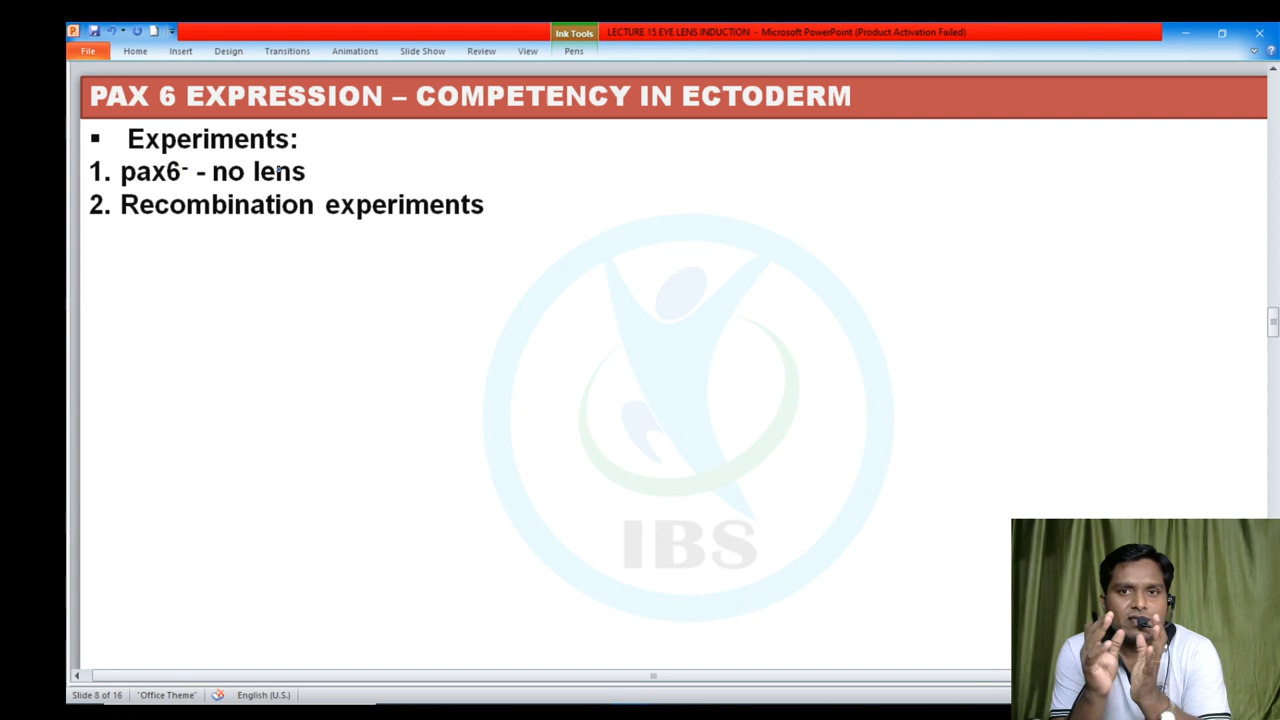 Ink Tools
LECTURE 15 EYE LENS INDUCTION - Microsoft PowerPoint (Product Activation Failed)
File Home Insert Design Transitions Animations Slide Show Review View Pens
PAX 6 EXPRESSION – COMPETENCY IN ECTODERM
▪ Experiments:
1. pax6⁻ - no lens
2. Recombination experiments
IBS
Slide 8 of 16 "Office Theme" English (U.S.)